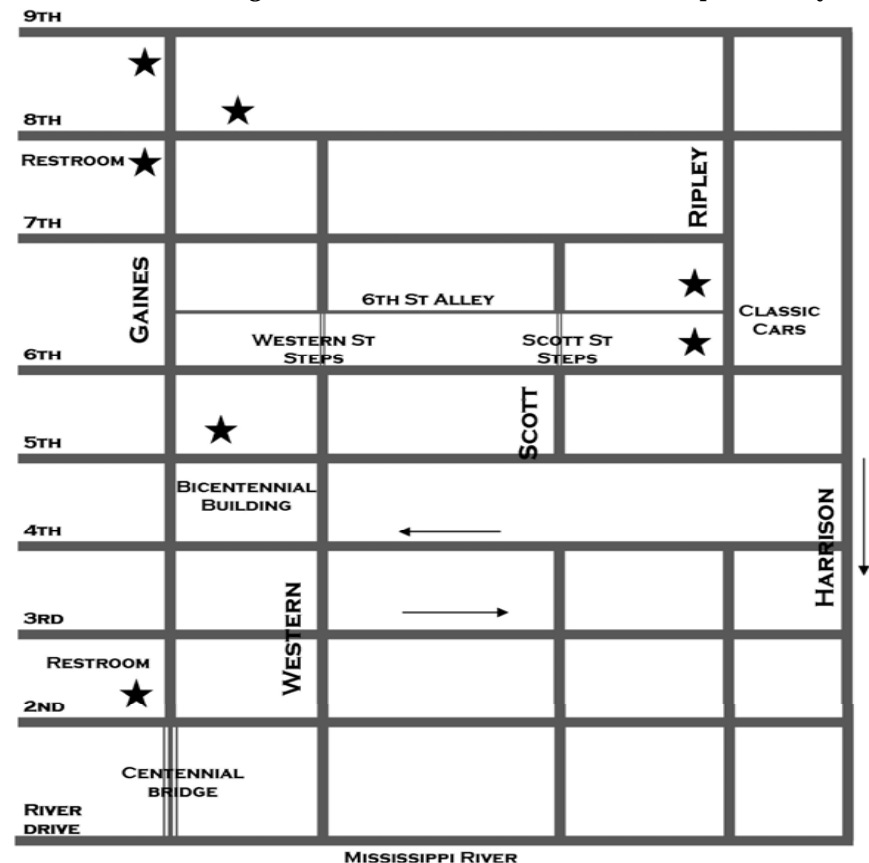 9TH
8TH
RESTROOM
RIPLEY
7TH
GAINES
6TH ST ALLEY
CLASSIC
CARS
WESTERN ST
STEPS
SCOTT ST
STEPS
6TH
SCOTT
5TH
BICENTENNIAL
BUILDING
HARRISON
4TH
WESTERN
3RD
RESTROOM
2ND
CENTENNIAL
BRIDGE
RIVER
DRIVE
MISSISSIPPI RIVER